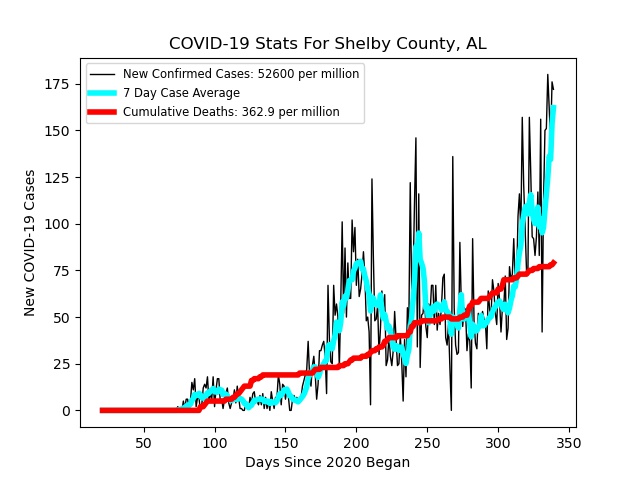 COVID-19 Stats For Shelby County, AL
New Confirmed Cases: 52600 per million
7 Day Case Average
Cumulative Deaths: 362.9 per million
175
150
125
100
75
50
25
0
New COVID-19 Cases
50 100 150 200 250 300 350
Days Since 2020 Began